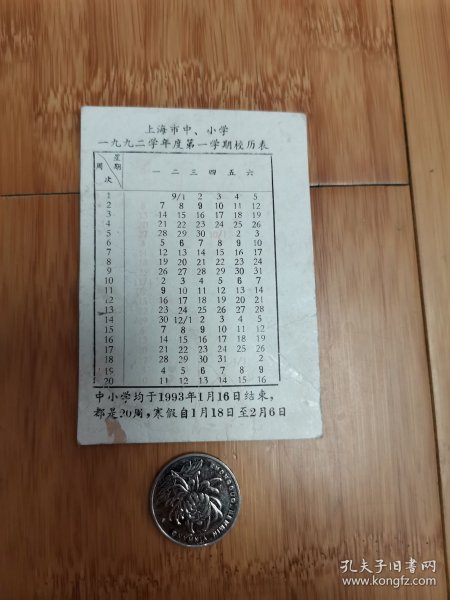 上海市中、小学
一九九二学年度第一学期校历表
星期
周次
一 二 三 四 五 六
1 9/1 2 3 4 5
2 7 8 9 10 11 12
3 14 15 16 17 18 19
4 21 22 23 24 25 26
5 28 29 30 10/1 2 3
6 5 6 7 8 9 10
7 12 13 14 15 16 17
8 19 20 21 22 23 24
9 26 27 28 29 30 31
10 2 3 4 5 6 7
11 9 10 11 12 13 14
12 16 17 18 19 20 21
13 23 24 25 26 27 28
14 30 12/1 2 3 4 5
15 7 8 9 10 11 12
16 14 15 16 17 18 19
17 21 22 23 24 25 26
18 28 29 30 31 2
19 4 5 6 7 8 9
20 11 12 13 14 15 16
中小学均于1993年1月16日结束，
都是20周，寒假自1月18日至2月6日
ZHONGGUO RENMIN YINHANG
孔夫子旧书网
www.kongfz.com